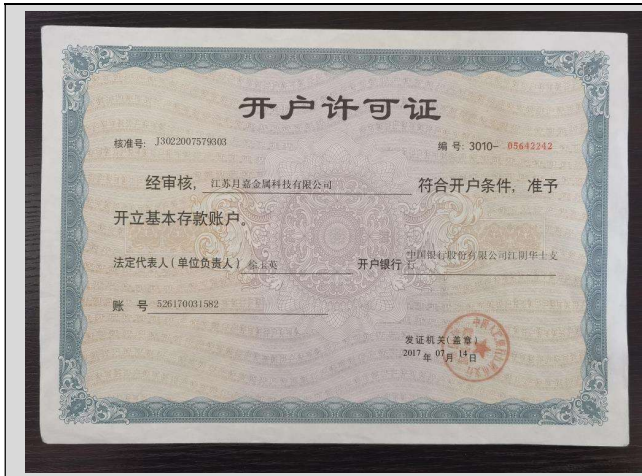 开户许可证
核准号: J3022007579303 编 号: 3010- 05642242
经审核, 江苏月嘉金属科技有限公司 符合开户条件, 准予
开立基本存款账户。
法定代表人(单位负责人) 徐玉英 开户银行 中国银行股份有限公司江阴华士支行
账 号 526170031582
发证机关(盖章)
2017 年 07 月 14 日